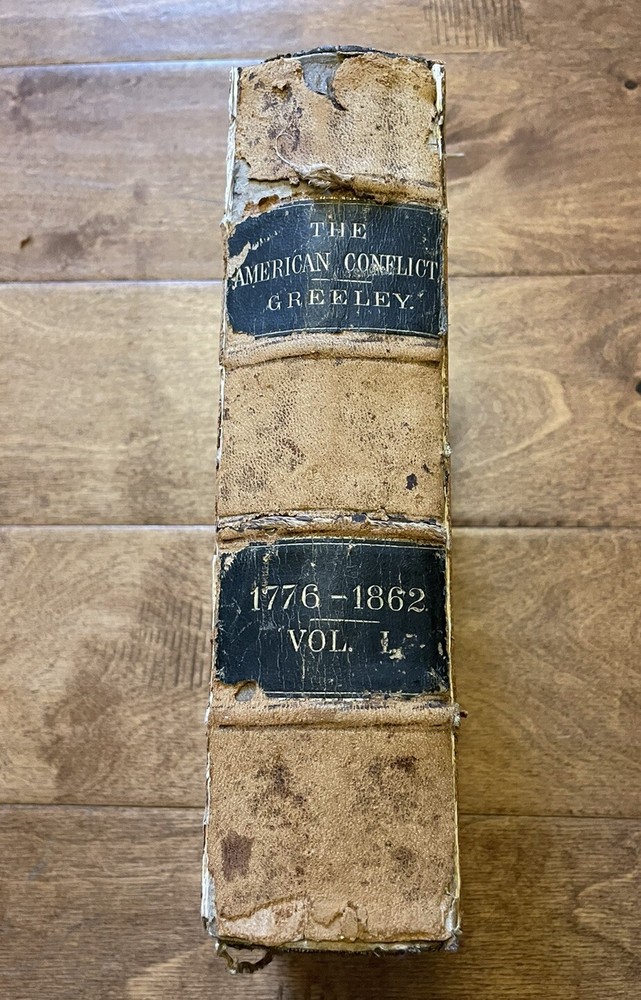 THE
AMERICAN CONFLICT
GREELEY.
1776-1862
VOL. I.